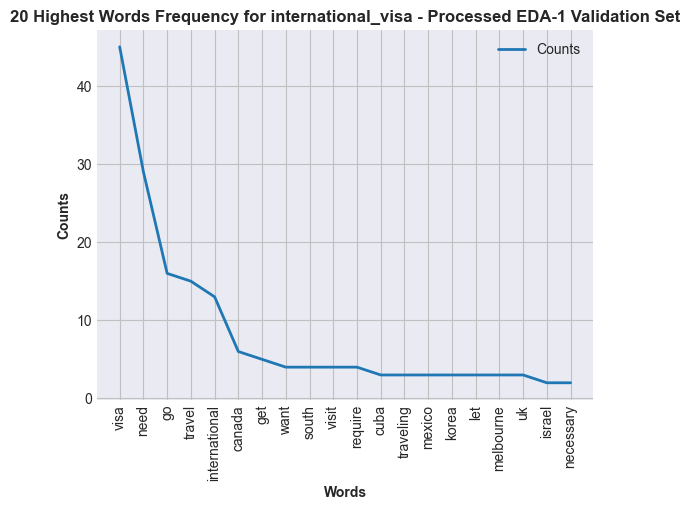 20 Highest Words Frequency for international_visa - Processed EDA-1 Validation Set
Counts
40
30
20
10
0
Counts
visa
need
go
travel
international
canada
get
want
south
visit
require
cuba
traveling
mexico
korea
let
melbourne
uk
israel
necessary
Words